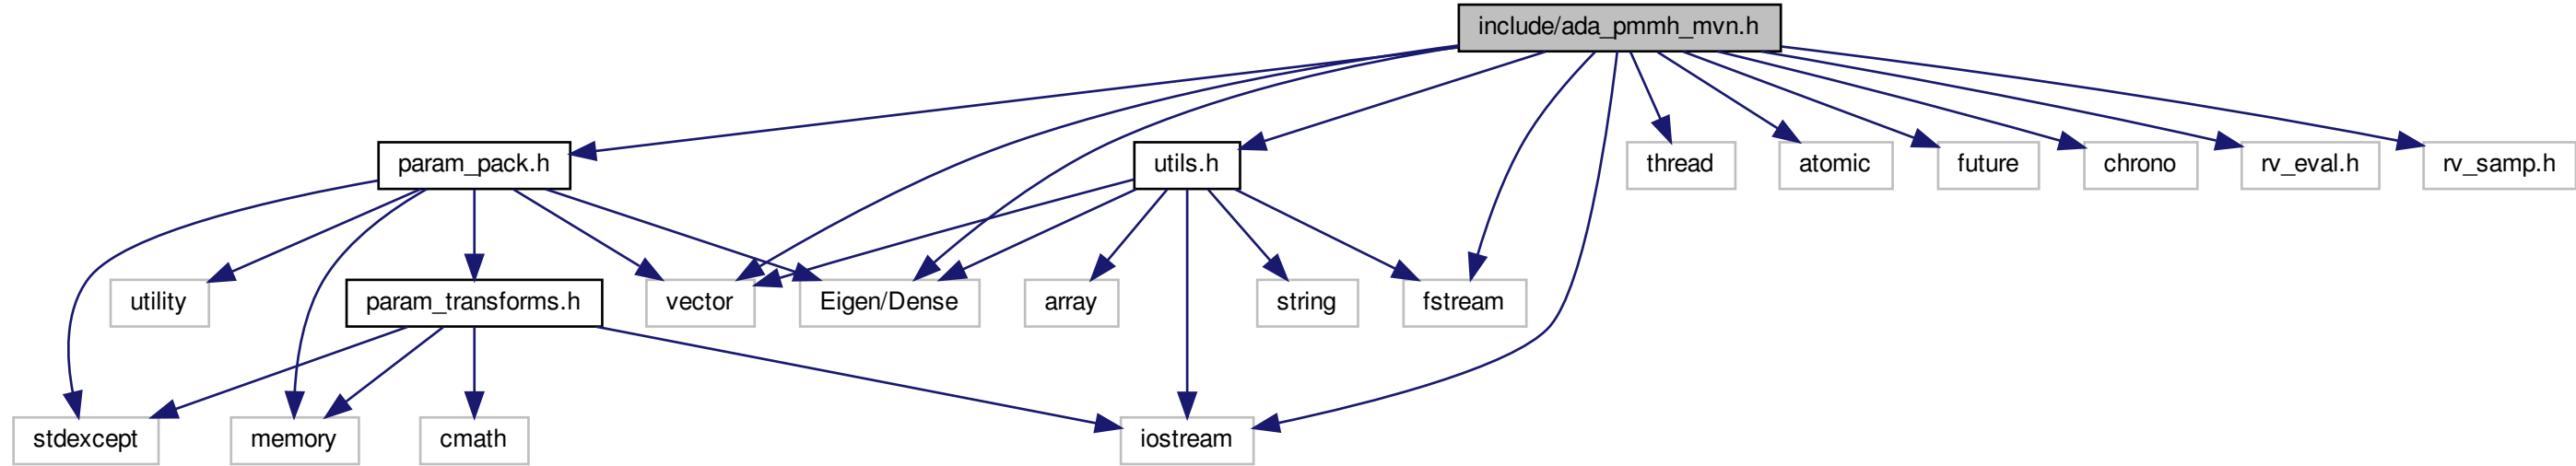 include/ada_pmmh_mvn.h
param_pack.h
utils.h
thread
atomic
future
chrono
rv_eval.h
rv_samp.h
utility
param_transforms.h
vector
Eigen/Dense
array
string
fstream
stdexcept
memory
cmath
iostream